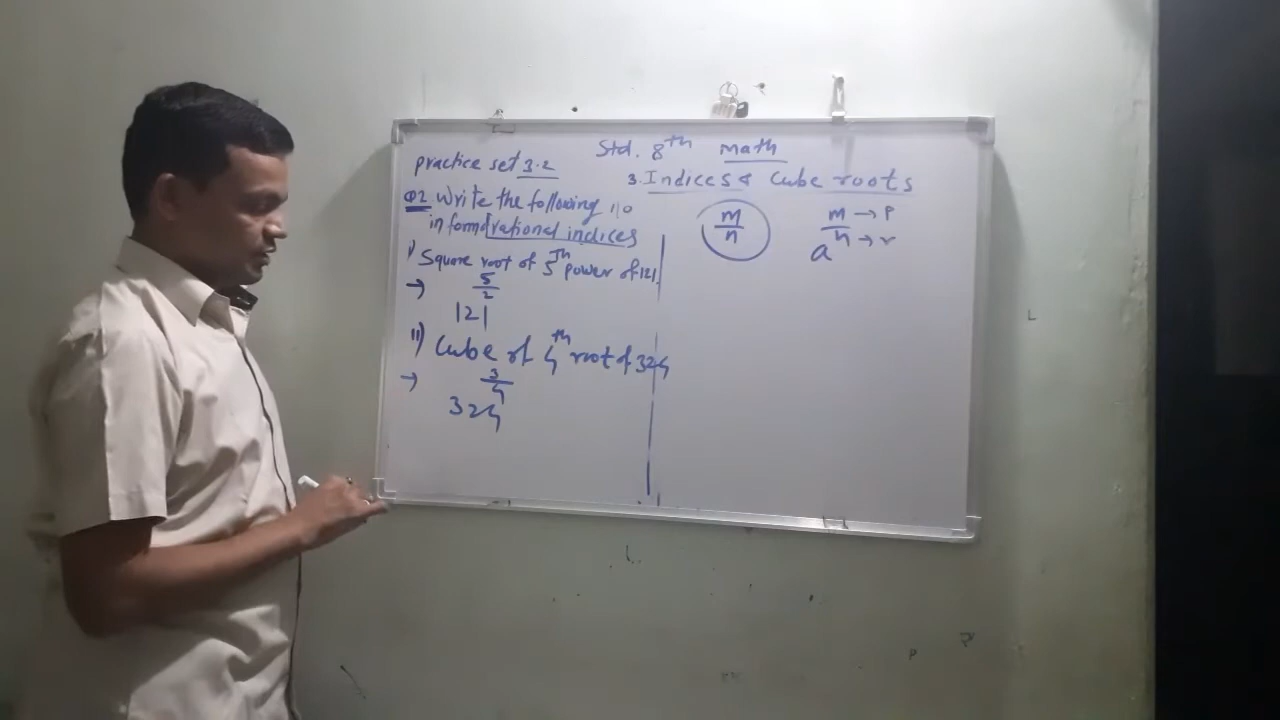 Std. 8th Math
Practice set 3.2
3. Indices & Cube roots
Q2 Write the following
in form rational indices
i) Square root of 5th power of 121
→ 121^5/2
ii) Cube of 4th root of 324
→ 324^3/4
m/n
a^m/n
m → P
n → r